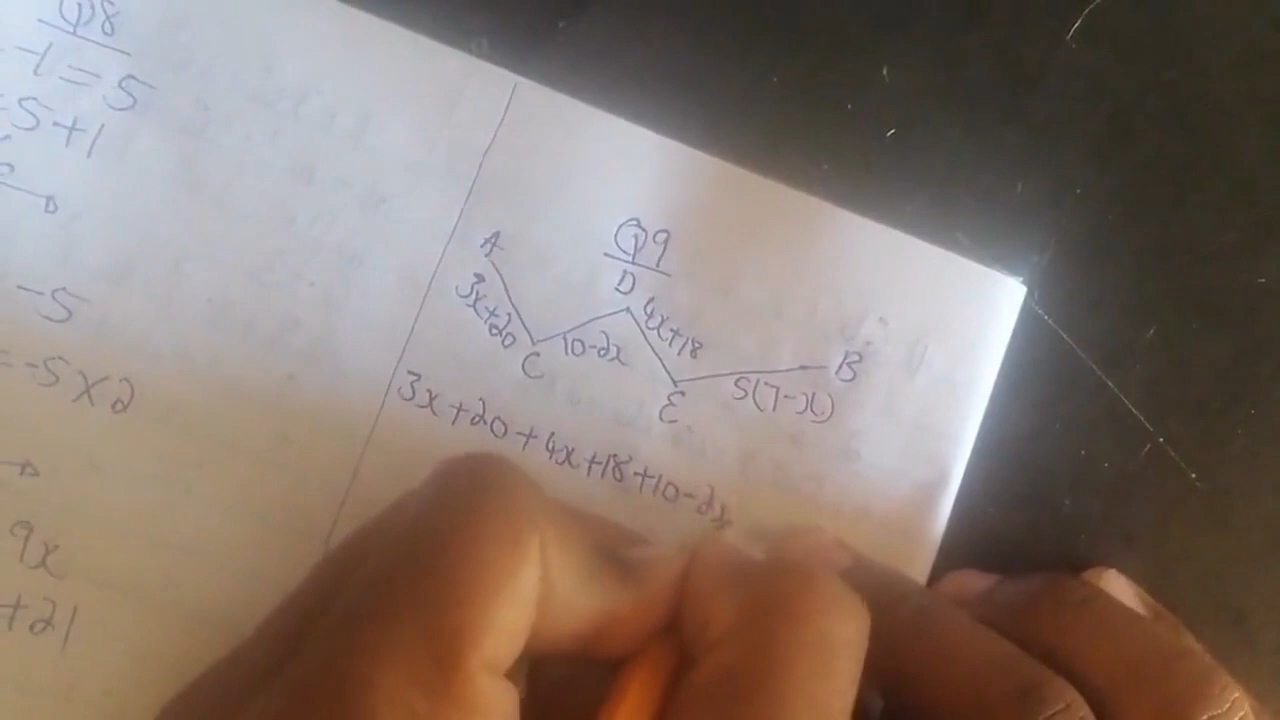 Q8
-1=5
=5+1
-5
=-5×2
9x
+21
Q9
A
D
3x+20
4x+18
10-2x
C
B
E
5(7-x)
3x+20+4x+18+10-2x